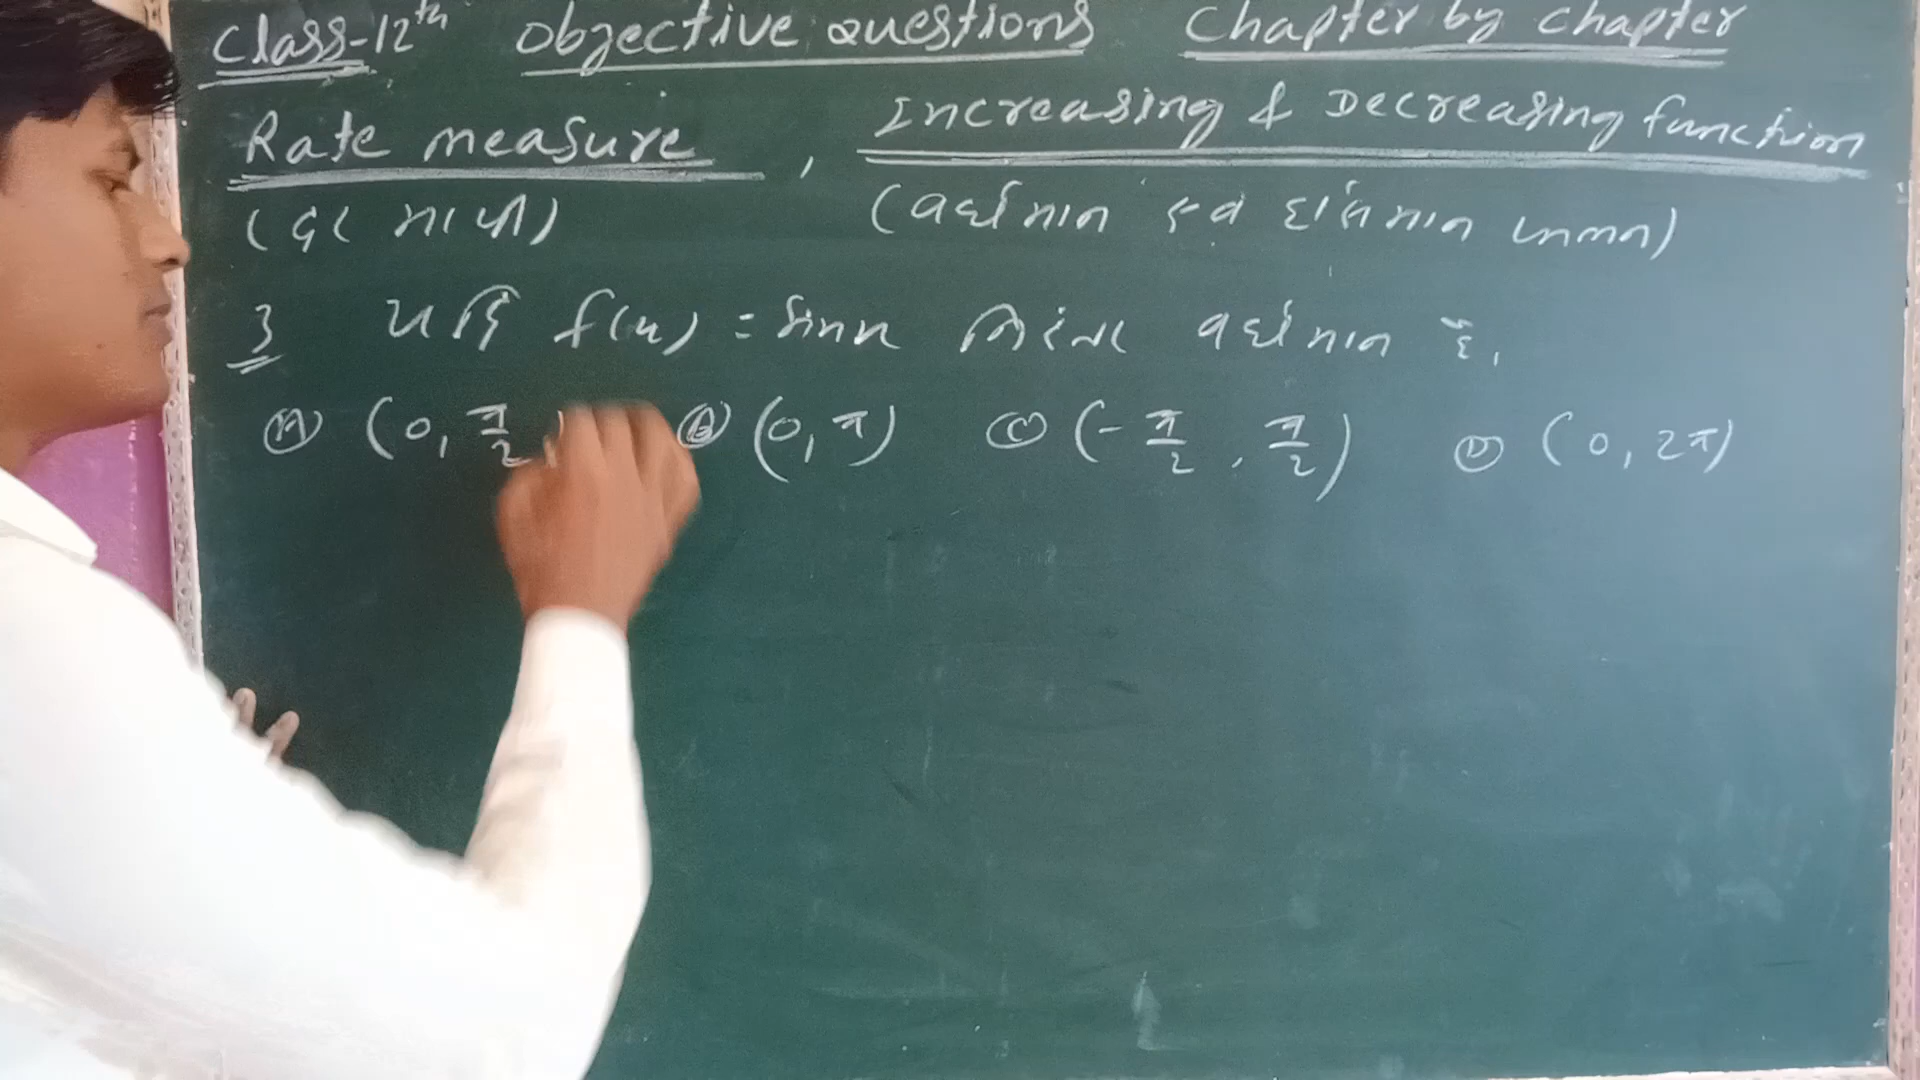 Class-12th Objective Questions Chapter by Chapter
Rate measure, Increasing & Decreasing function
(दर मापी) (वर्धमान एवं ह्रासमान फलन)
3 यदि f(x) = sinx निरंतर वर्धमान है,
(A) (0, π/2) (B) (0, π) (C) (-π/2, π/2) (D) (0, 2π)